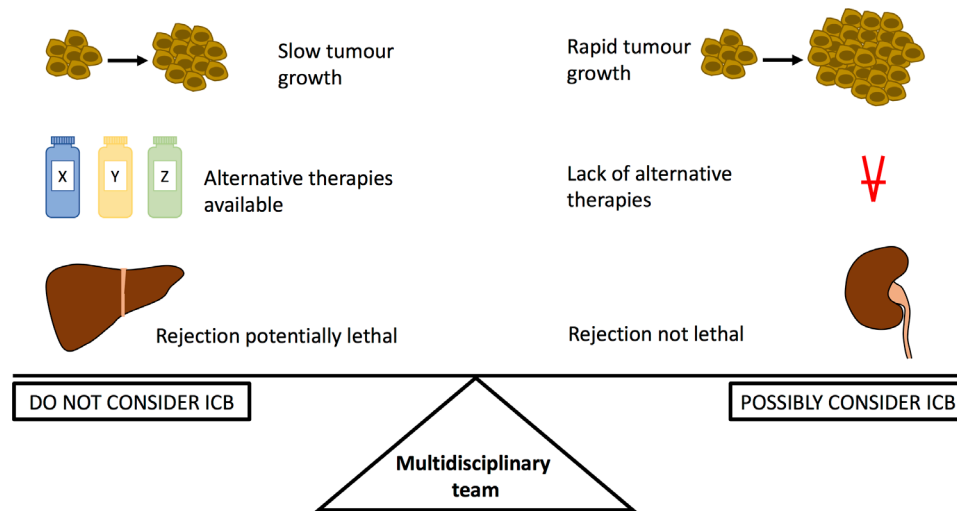 Slow tumour
growth
Rapid tumour
growth
X
Y
Z
Alternative therapies
available
Lack of alternative
therapies
Rejection potentially lethal
Rejection not lethal
DO NOT CONSIDER ICB
POSSIBLY CONSIDER ICB
Multidisciplinary
team